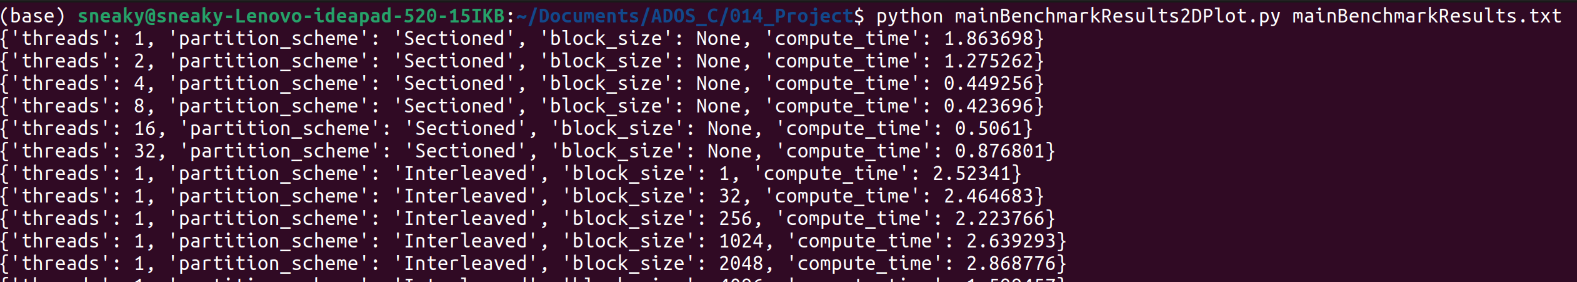 (base) sneaky@sneaky-Lenovo-ideapad-520-15IKB:~/Documents/ADOS_C/014_Project$ python mainBenchmarkResults2DPlot.py mainBenchmarkResults.txt
{'threads': 1, 'partition_scheme': 'Sectioned', 'block_size': None, 'compute_time': 1.863698}
{'threads': 2, 'partition_scheme': 'Sectioned', 'block_size': None, 'compute_time': 1.275262}
{'threads': 4, 'partition_scheme': 'Sectioned', 'block_size': None, 'compute_time': 0.449256}
{'threads': 8, 'partition_scheme': 'Sectioned', 'block_size': None, 'compute_time': 0.423696}
{'threads': 16, 'partition_scheme': 'Sectioned', 'block_size': None, 'compute_time': 0.5061}
{'threads': 32, 'partition_scheme': 'Sectioned', 'block_size': None, 'compute_time': 0.876801}
{'threads': 1, 'partition_scheme': 'Interleaved', 'block_size': 1, 'compute_time': 2.52341}
{'threads': 1, 'partition_scheme': 'Interleaved', 'block_size': 32, 'compute_time': 2.464683}
{'threads': 1, 'partition_scheme': 'Interleaved', 'block_size': 256, 'compute_time': 2.223766}
{'threads': 1, 'partition_scheme': 'Interleaved', 'block_size': 1024, 'compute_time': 2.639293}
{'threads': 1, 'partition_scheme': 'Interleaved', 'block_size': 2048, 'compute_time': 2.868776}
{'threads': 1, 'partition_scheme': 'Interleaved', 'block_size': 'compute_time':